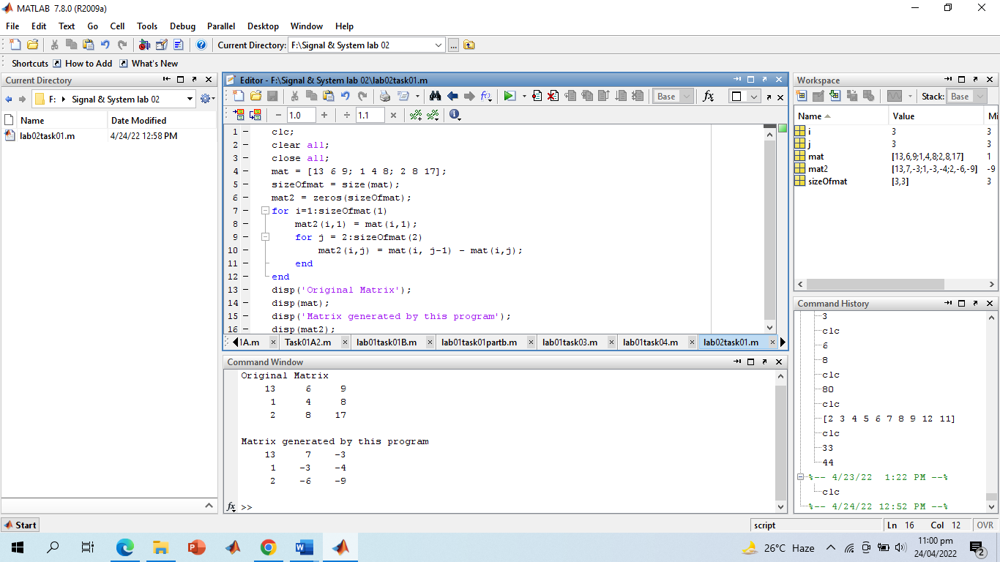 MATLAB 7.8.0 (R2009a)
File Edit Text Go Cell Tools Debug Parallel Desktop Window Help
Current Directory: F:\Signal & System lab 02 ...
Shortcuts How to Add What's New
Current Directory
F: Signal & System lab 02
Name Date Modified
lab02task01.m 4/24/22 12:58 PM
Editor - F:\Signal & System lab 02\lab02task01.m
Base fx
− 1.0 + ÷ 1.1 ×
1 clc;
2 clear all;
3 close all;
4 mat = [13 6 9; 1 4 8; 2 8 17];
5 sizeOfmat = size(mat);
6 mat2 = zeros(sizeOfmat);
7 for i=1:sizeOfmat(1)
8 mat2(i,1) = mat(i,1);
9 for j = 2:sizeOfmat(2)
10 mat2(i,j) = mat(i, j-1) - mat(i,j);
11 end
12 end
13 disp('Original Matrix');
14 disp(mat);
15 disp('Matrix generated by this program');
16 disp(mat2);
1A.m Task01A2.m lab01task01B.m lab01task01partb.m lab01task03.m lab01task04.m lab02task01.m
Command Window
Original Matrix
13 6 9
1 4 8
2 8 17
Matrix generated by this program
13 7 -3
1 -3 -4
2 -6 -9
fx >>
Workspace
Stack: Base
Name Value Mi
i 3 3
j 3 3
mat [13,6,9;1,4,8;2,8,17] 1
mat2 [13,7,-3;1,-3,-4;2,-6,-9] -9
sizeOfmat [3,3] 3
Command History
3
clc
6
8
clc
80
clc
[2 3 4 5 6 7 8 9 12 11]
clc
33
44
%-- 4/23/22 1:22 PM --%
clc
%-- 4/24/22 12:52 PM --%
Start
script Ln 16 Col 12 OVR
26°C Haze
11:00 pm
24/04/2022
2